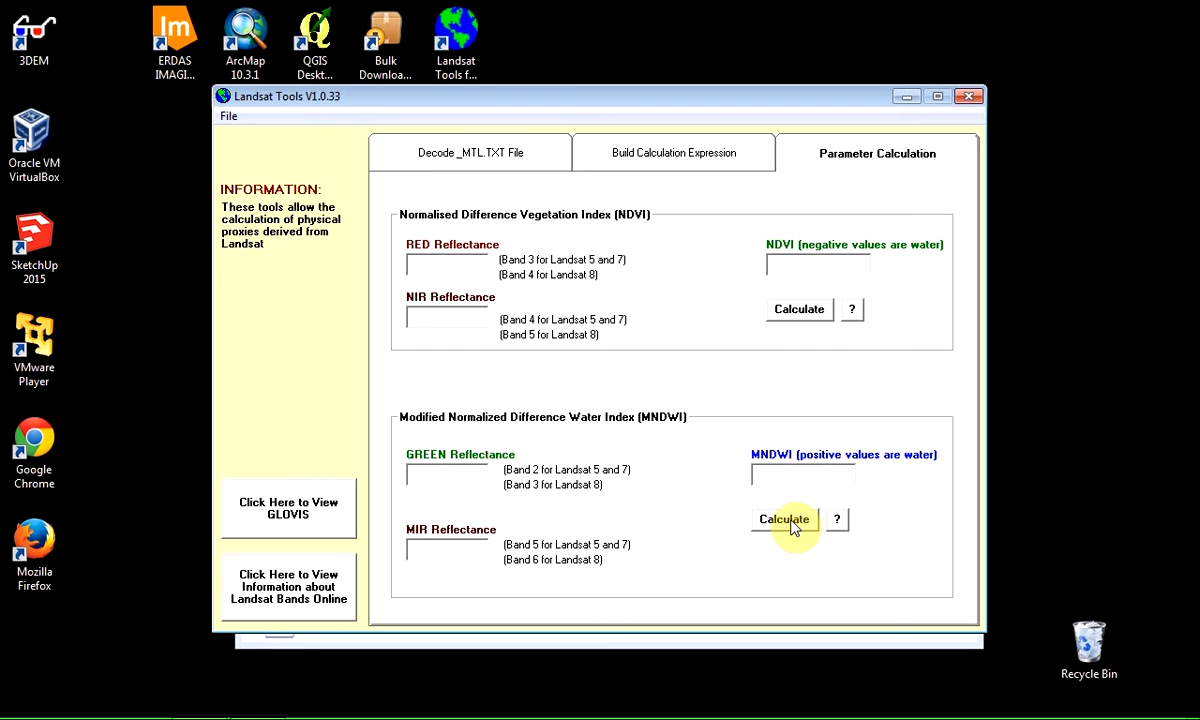 3DEM
ERDAS
IMAGI...
ArcMap
10.3.1
QGIS
Deskt...
Bulk
Downloa...
Landsat
Tools f...
Im
Oracle VM
VirtualBox
SketchUp
2015
VMware
Player
Google
Chrome
Mozilla
Firefox
Recycle Bin
Landsat Tools V1.0.33
File
INFORMATION:
These tools allow the
calculation of physical
proxies derived from
Landsat
Click Here to View
GLOVIS
Click Here to View
Information about
Landsat Bands Online
Decode _MTL.TXT File
Build Calculation Expression
Parameter Calculation
Normalised Difference Vegetation Index (NDVI)
RED Reflectance
(Band 3 for Landsat 5 and 7)
(Band 4 for Landsat 8)
NIR Reflectance
(Band 4 for Landsat 5 and 7)
(Band 5 for Landsat 8)
NDVI (negative values are water)
Calculate
?
Modified Normalized Difference Water Index (MNDWI)
GREEN Reflectance
(Band 2 for Landsat 5 and 7)
(Band 3 for Landsat 8)
MIR Reflectance
(Band 5 for Landsat 5 and 7)
(Band 6 for Landsat 8)
MNDWI (positive values are water)
Calculate
?